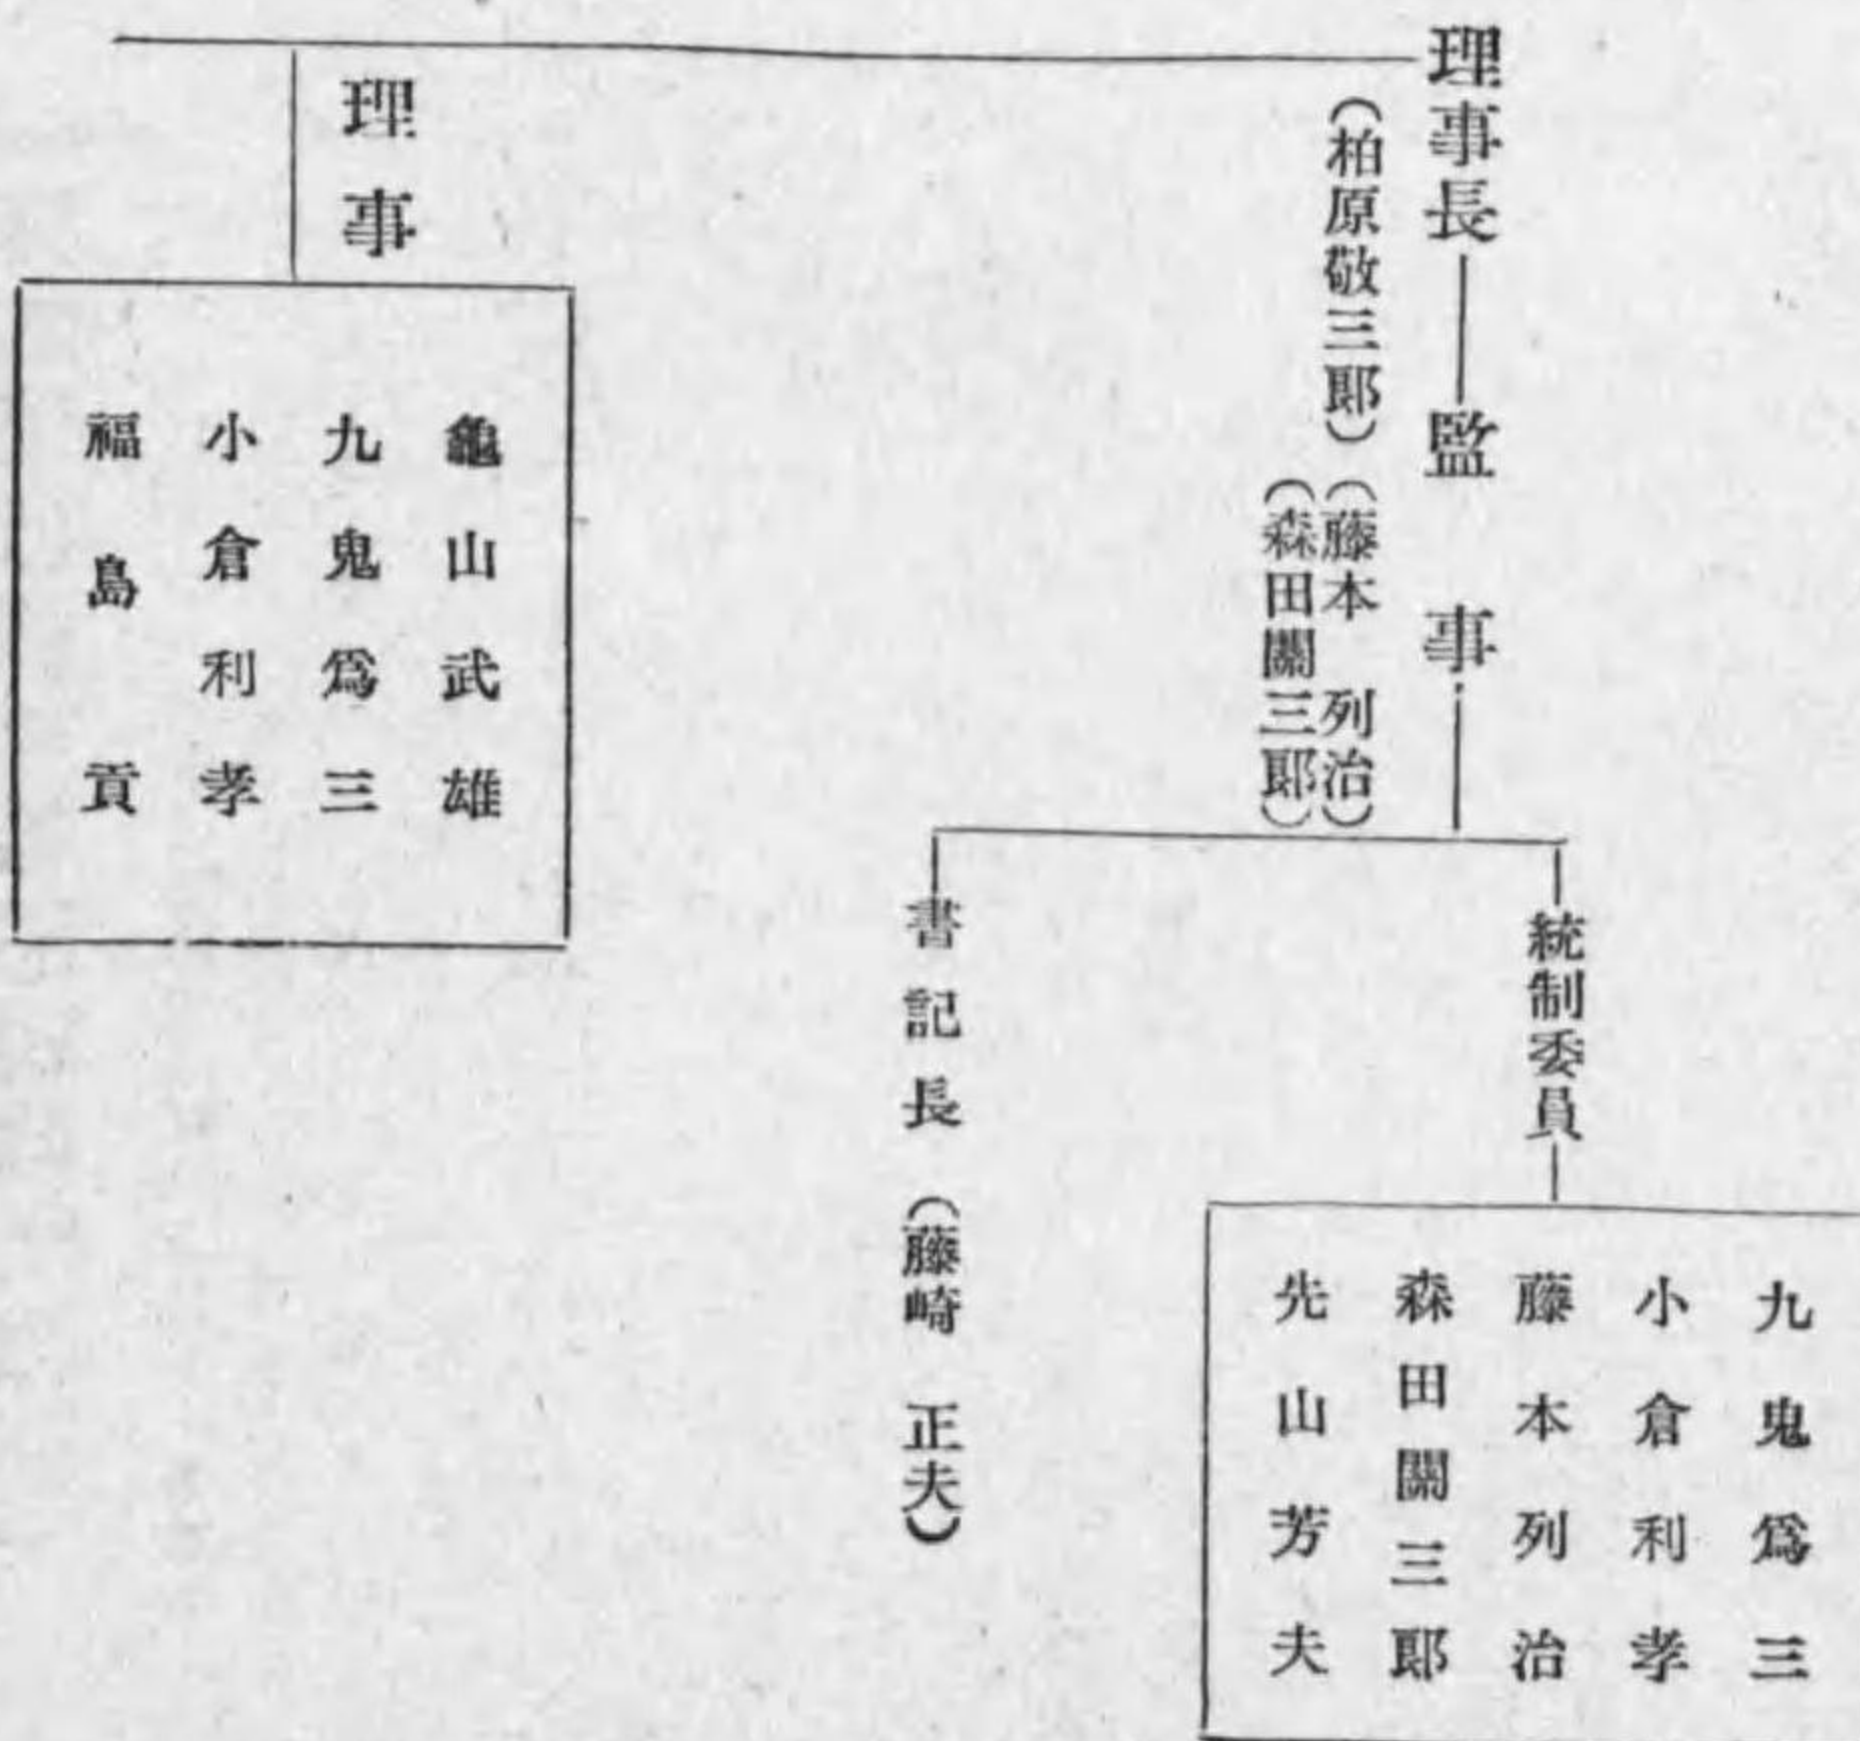 理事長
(柏原敬三郎)
監事
(藤本列治)
(森田關三郎)
統制委員
九鬼爲三
小倉利孝
藤本列治
森田關三郎
先山芳夫
書記長(藤崎正夫)
理事
龜山武雄
九鬼爲三
小倉利孝
福島貢